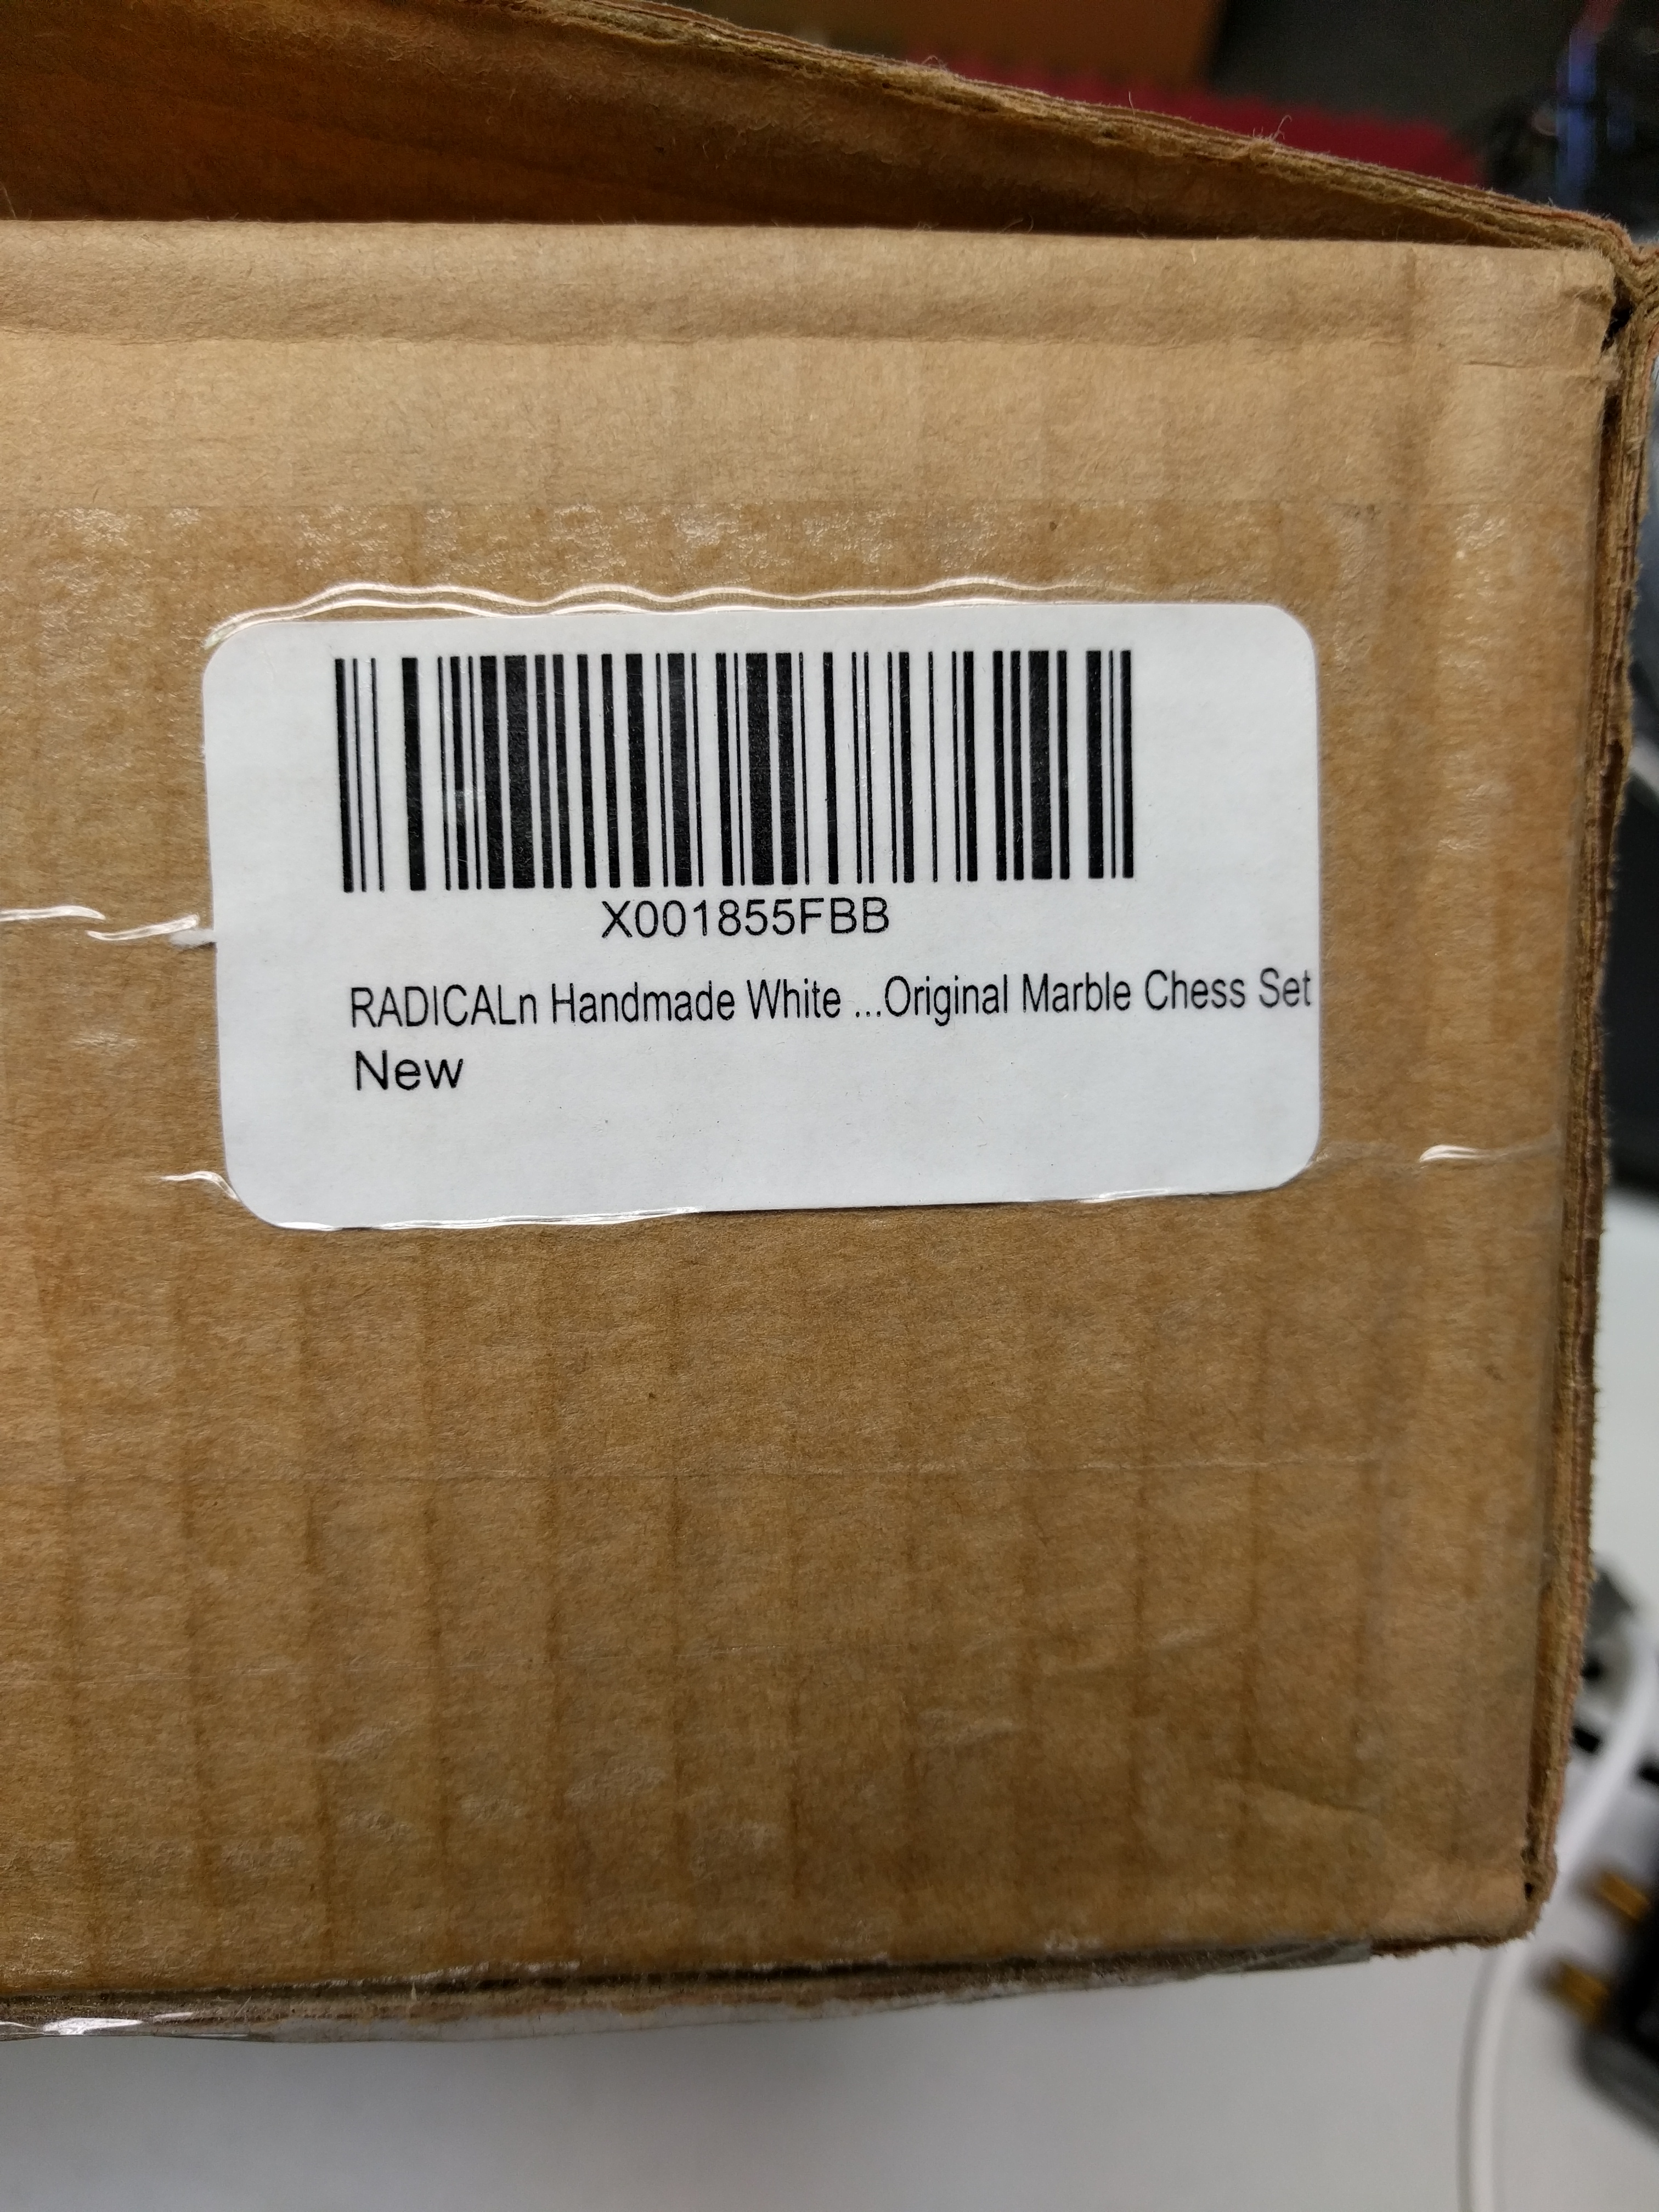 X001855FBB
RADICALn Handmade White ...Original Marble Chess Set
New